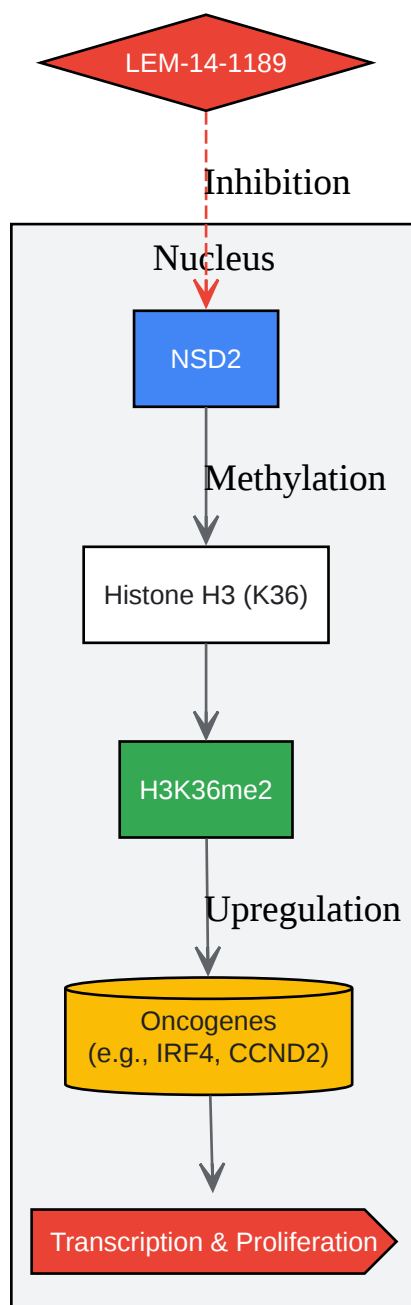 LEM-14-1189
Inhibition
Nucleus
NSD2
Methylation
Histone H3 (K36)
H3K36me2
Upregulation
Oncogenes
(e.g., IRF4, CCND2)
Transcription & Proliferation